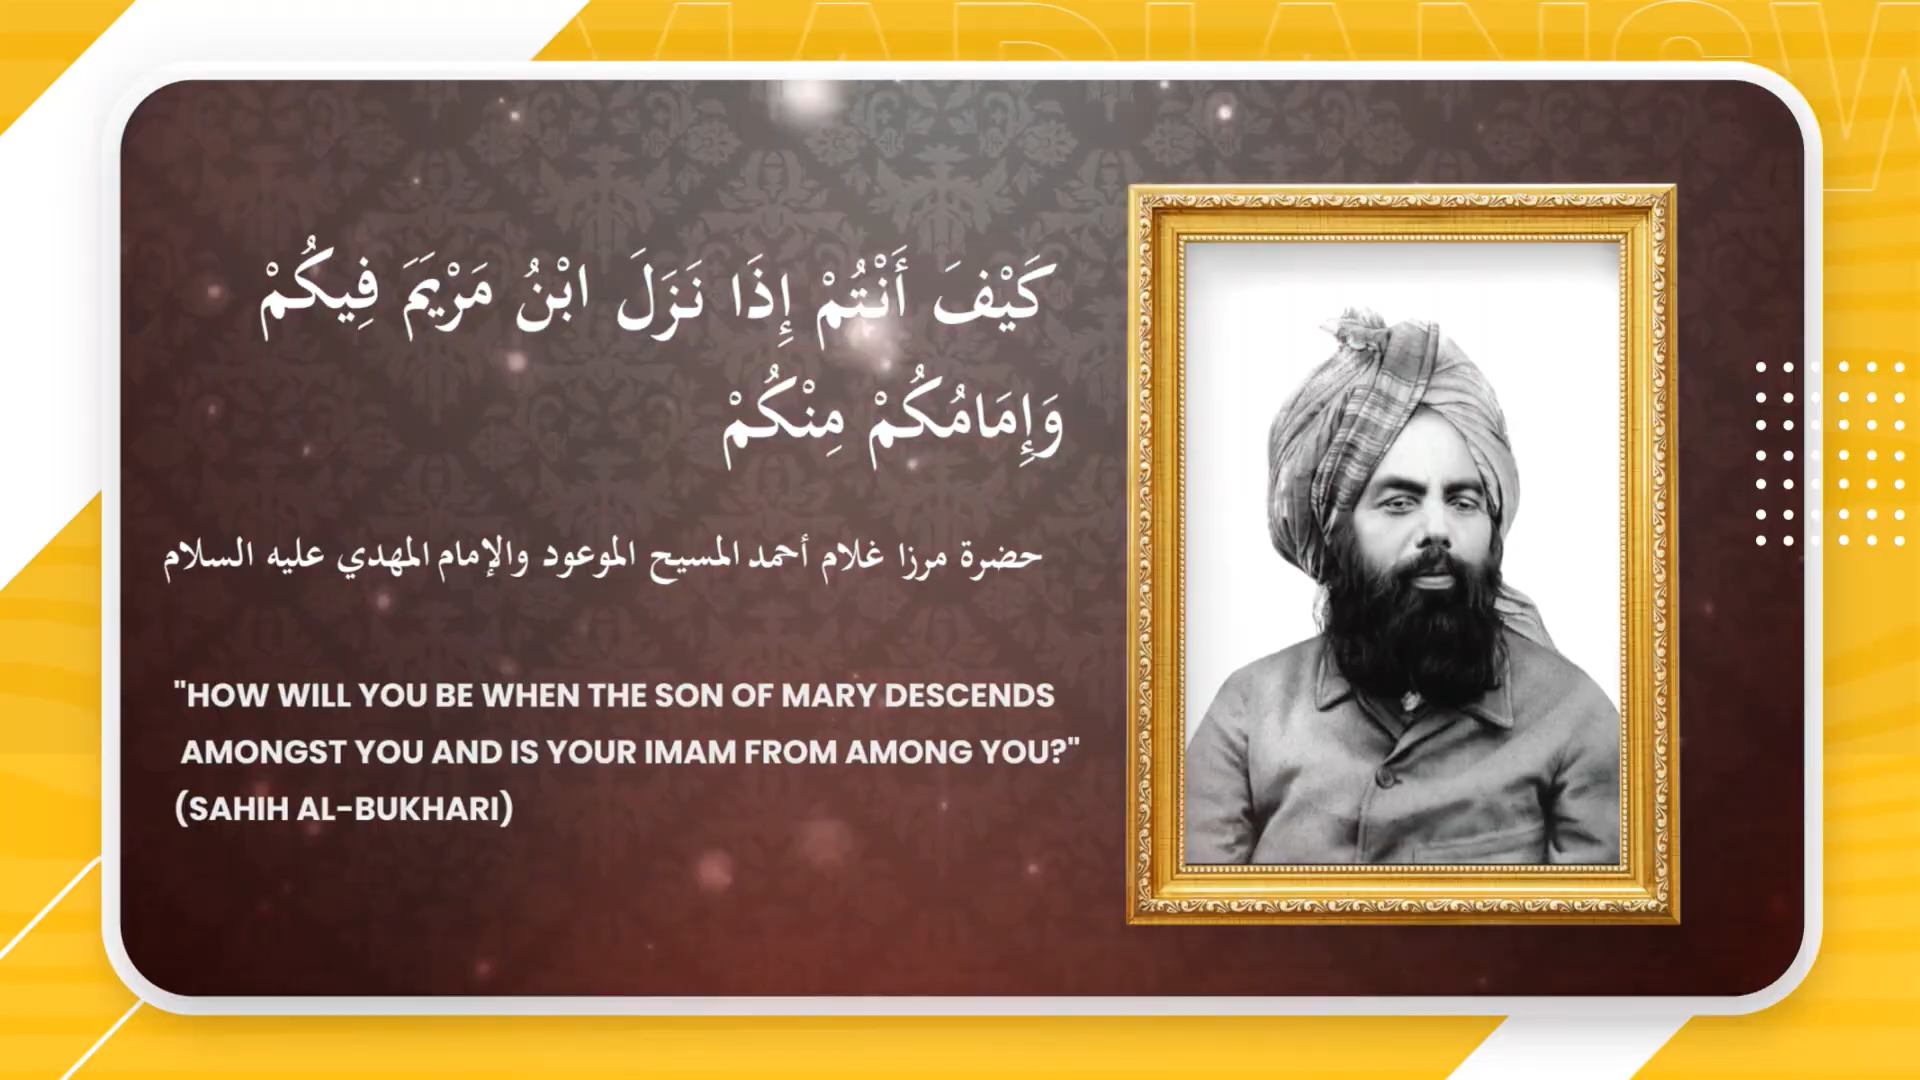 كَيْفَ أَنْتُمْ إِذَا نَزَلَ ابْنُ مَرْيَمَ فِيكُمْ
وَإِمَامُكُمْ مِنْكُمْ
حضرة مرزا غلام أحمد المسيح الموعود والإمام المهدي عليه السلام
"HOW WILL YOU BE WHEN THE SON OF MARY DESCENDS
AMONGST YOU AND IS YOUR IMAM FROM AMONG YOU?"
(SAHIH AL-BUKHARI)